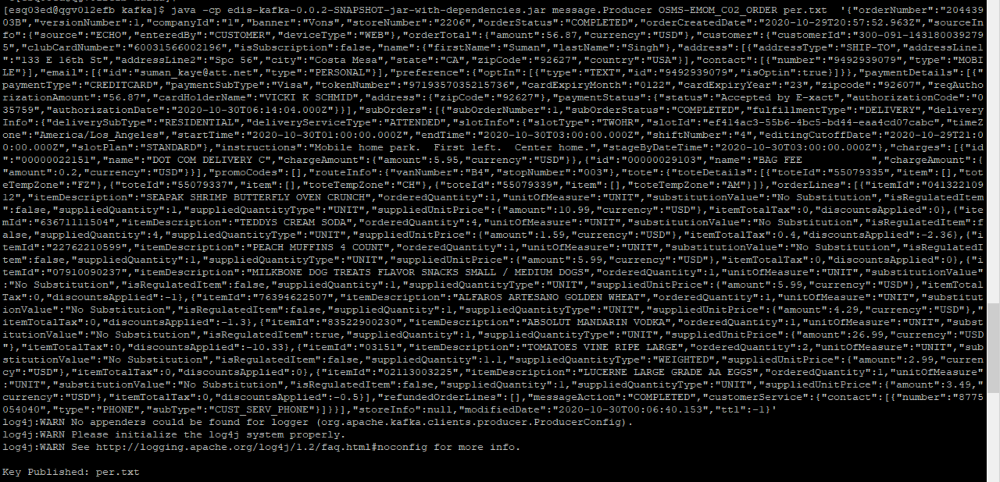 [esq03ed@qgv012efb kafka]$ java -cp edis-kafka-0.0.2-SNAPSHOT-jar-with-dependencies.jar message.Producer OSMS-EMOM_C02_ORDER per.txt  '{"orderNumber":"204439
03B","versionNumber":1,"companyId":"1","banner":"Vons","storeNumber":"2206","orderStatus":"COMPLETED","orderCreatedDate":"2020-10-29T20:57:52.963Z","sourceIn
fo":{"source":"ECHO","enteredBy":"CUSTOMER","deviceType":"WEB"},"orderTotal":{"amount":56.87,"currency":"USD"},"customer":{"customerId":"300-091-143180039279
5","clubCardNumber":"60031566002196","isSubscription":false,"name":{"firstName":"Suman","lastName":"Singh"},"address":[{"addressType":"SHIP-TO","addressLine1
":"133 E 16th St","addressLine2":"Spc 56","city":"Costa Mesa","state":"CA","zipCode":"92627","country":"USA"}],"contact":[{"number":"9492939079","type":"MOBI
LE"}],"email":[{"id":"suman_kaye@att.net","type":"PERSONAL"}],"preference":{"optIn":[{"type":"TEXT","id":"9492939079","isOptin":true}]}},"paymentDetails":[{"
paymentType":"CREDITCARD","paymentSubType":"Visa","tokenNumber":"9719357035215736","cardExpiryMonth":"0122","cardExpiryYear":"23","zipcode":"92607","reqAutho
rizationAmount":"56.87","cardHolderName":"VICKI K SCHMID","address":{"zipCode":"92627"},"paymentStatus":{"status":"Accepted by E-xact","authorizationCode":"0
35759","authorizationDate":"2020-10-30T06:14:04.000Z"}}],"subOrders":[{"subOrderNumber":1,"subOrderStatus":"COMPLETED","fulfillmentType":"DELIVERY","delivery
Info":{"deliverySubType":"RESIDENTIAL","deliveryServiceType":"ATTENDED","slotInfo":{"slotType":"TWOHR","slotId":"ef414ac3-55b6-4bc5-bd44-eaa4cd07cabc","timeZ
one":"America/Los_Angeles","startTime":"2020-10-30T01:00:00.000Z","endTime":"2020-10-30T03:00:00.000Z","shiftNumber":"4","editingCutoffDate":"2020-10-29T21:0
0:00.000Z","slotPlan":"STANDARD"},"instructions":"Mobile home park.  First left.  Center home.","stageByDateTime":"2020-10-30T03:00:00.000Z"},"charges":[{"id
":"00000022151","name":"DOT COM DELIVERY C","chargeAmount":{"amount":5.95,"currency":"USD"}},{"id":"00000029103","name":"BAG FEE           ","chargeAmount":{
"amount":0.2,"currency":"USD"}}],"promoCodes":[],"routeInfo":{"vanNumber":"B4","stopNumber":"003"},"tote":{"toteDetails":[{"toteId":"55079335","item":[],"tot
eTempZone":"FZ"},{"toteId":"55079337","item":[],"toteTempZone":"CH"},{"toteId":"55079339","item":[],"toteTempZone":"AM"}]},"orderLines":[{"itemId":"041322109
12","itemDescription":"SEAPAK SHRIMP BUTTERFLY OVEN CRUNCH","orderedQuantity":1,"unitOfMeasure":"UNIT","substitutionValue":"No Substitution","isRegulatedItem
":false,"suppliedQuantity":1,"suppliedQuantityType":"UNIT","suppliedUnitPrice":{"amount":10.99,"currency":"USD"},"itemTotalTax":0,"discountsApplied":0},{"ite
mId":"63671111504","itemDescription":"TEDDYS CREAM SODA","orderedQuantity":4,"unitOfMeasure":"UNIT","substitutionValue":"No Substitution","isRegulatedItem":f
alse,"suppliedQuantity":4,"suppliedQuantityType":"UNIT","suppliedUnitPrice":{"amount":1.59,"currency":"USD"},"itemTotalTax":0.4,"discountsApplied":-2.36},{"i
temId":"22762210599","itemDescription":"PEACH MUFFINS 4 COUNT","orderedQuantity":1,"unitOfMeasure":"UNIT","substitutionValue":"No Substitution","isRegulatedI
tem":false,"suppliedQuantity":1,"suppliedQuantityType":"UNIT","suppliedUnitPrice":{"amount":5.99,"currency":"USD"},"itemTotalTax":0,"discountsApplied":0},{"i
temId":"07910090237","itemDescription":"MILKBONE DOG TREATS FLAVOR SNACKS SMALL / MEDIUM DOGS","orderedQuantity":1,"unitOfMeasure":"UNIT","substitutionValue"
:"No Substitution","isRegulatedItem":false,"suppliedQuantity":1,"suppliedQuantityType":"UNIT","suppliedUnitPrice":{"amount":5.99,"currency":"USD"},"itemTotal
Tax":0,"discountsApplied":-1},{"itemId":"76394622507","itemDescription":"ALFAROS ARTESANO GOLDEN WHEAT","orderedQuantity":1,"unitOfMeasure":"UNIT","substitut
ionValue":"No Substitution","isRegulatedItem":false,"suppliedQuantity":1,"suppliedQuantityType":"UNIT","suppliedUnitPrice":{"amount":4.29,"currency":"USD"},"
itemTotalTax":0,"discountsApplied":-1.3},{"itemId":"83522900230","itemDescription":"ABSOLUT MANDARIN VODKA","orderedQuantity":1,"unitOfMeasure":"UNIT","subst
itutionValue":"No Substitution","isRegulatedItem":true,"suppliedQuantity":1,"suppliedQuantityType":"UNIT","suppliedUnitPrice":{"amount":26.99,"currency":"USD
"},"itemTotalTax":0,"discountsApplied":-10.33},{"itemId":"03151","itemDescription":"TOMATOES VINE RIPE LARGE","orderedQuantity":2,"unitOfMeasure":"UNIT","sub
stitutionValue":"No Substitution","isRegulatedItem":false,"suppliedQuantity":1.1,"suppliedQuantityType":"WEIGHTED","suppliedUnitPrice":{"amount":2.99,"curren
cy":"USD"},"itemTotalTax":0,"discountsApplied":0},{"itemId":"02113003225","itemDescription":"LUCERNE LARGE GRADE AA EGGS","orderedQuantity":1,"unitOfMeasure"
:"UNIT","substitutionValue":"No Substitution","isRegulatedItem":false,"suppliedQuantity":1,"suppliedQuantityType":"UNIT","suppliedUnitPrice":{"amount":3.49,"
currency":"USD"},"itemTotalTax":0,"discountsApplied":-0.5}],"refundedOrderLines":[],"messageAction":"COMPLETED","customerService":{"contact":[{"number":"8775
054040","type":"PHONE","subType":"CUST_SERV_PHONE"}]}}],"storeInfo":null,"modifiedDate":"2020-10-30T00:06:40.153","ttl":-1}'
log4j:WARN No appenders could be found for logger (org.apache.kafka.clients.producer.ProducerConfig).
log4j:WARN Please initialize the log4j system properly.
log4j:WARN See http://logging.apache.org/log4j/1.2/faq.html#noconfig for more info.
Key Published: per.txt